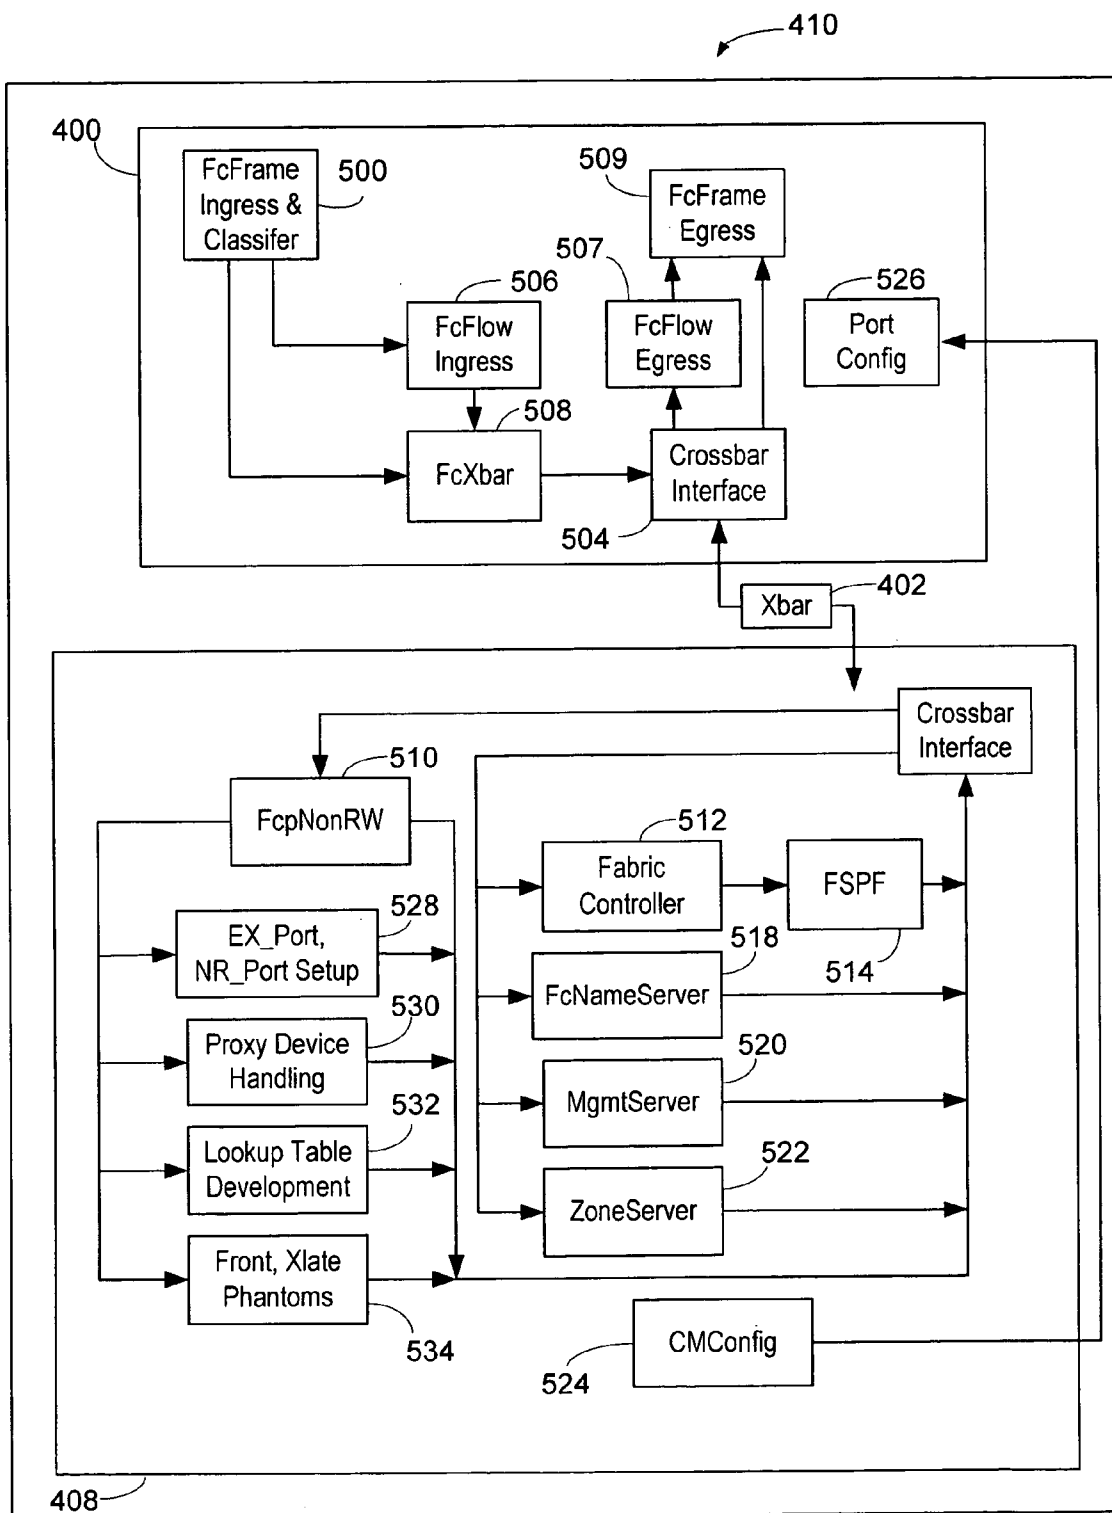 410
400
FcFrame
Ingress &
Classifer
500
509
FcFrame
Egress
507
506
526
FcFlow
Ingress
FcFlow
Egress
Port
Config
508
FcXbar
Crossbar
Interface
504
402
Xbar
Crossbar
Interface
510
FcpNonRW
512
Fabric
Controller
FSPF
514
528
EX_Port,
NR_Port Setup
518
FcNameServer
530
Proxy Device
Handling
520
MgmtServer
532
Lookup Table
Development
522
ZoneServer
Front, Xlate
Phantoms
534
CMConfig
524
408